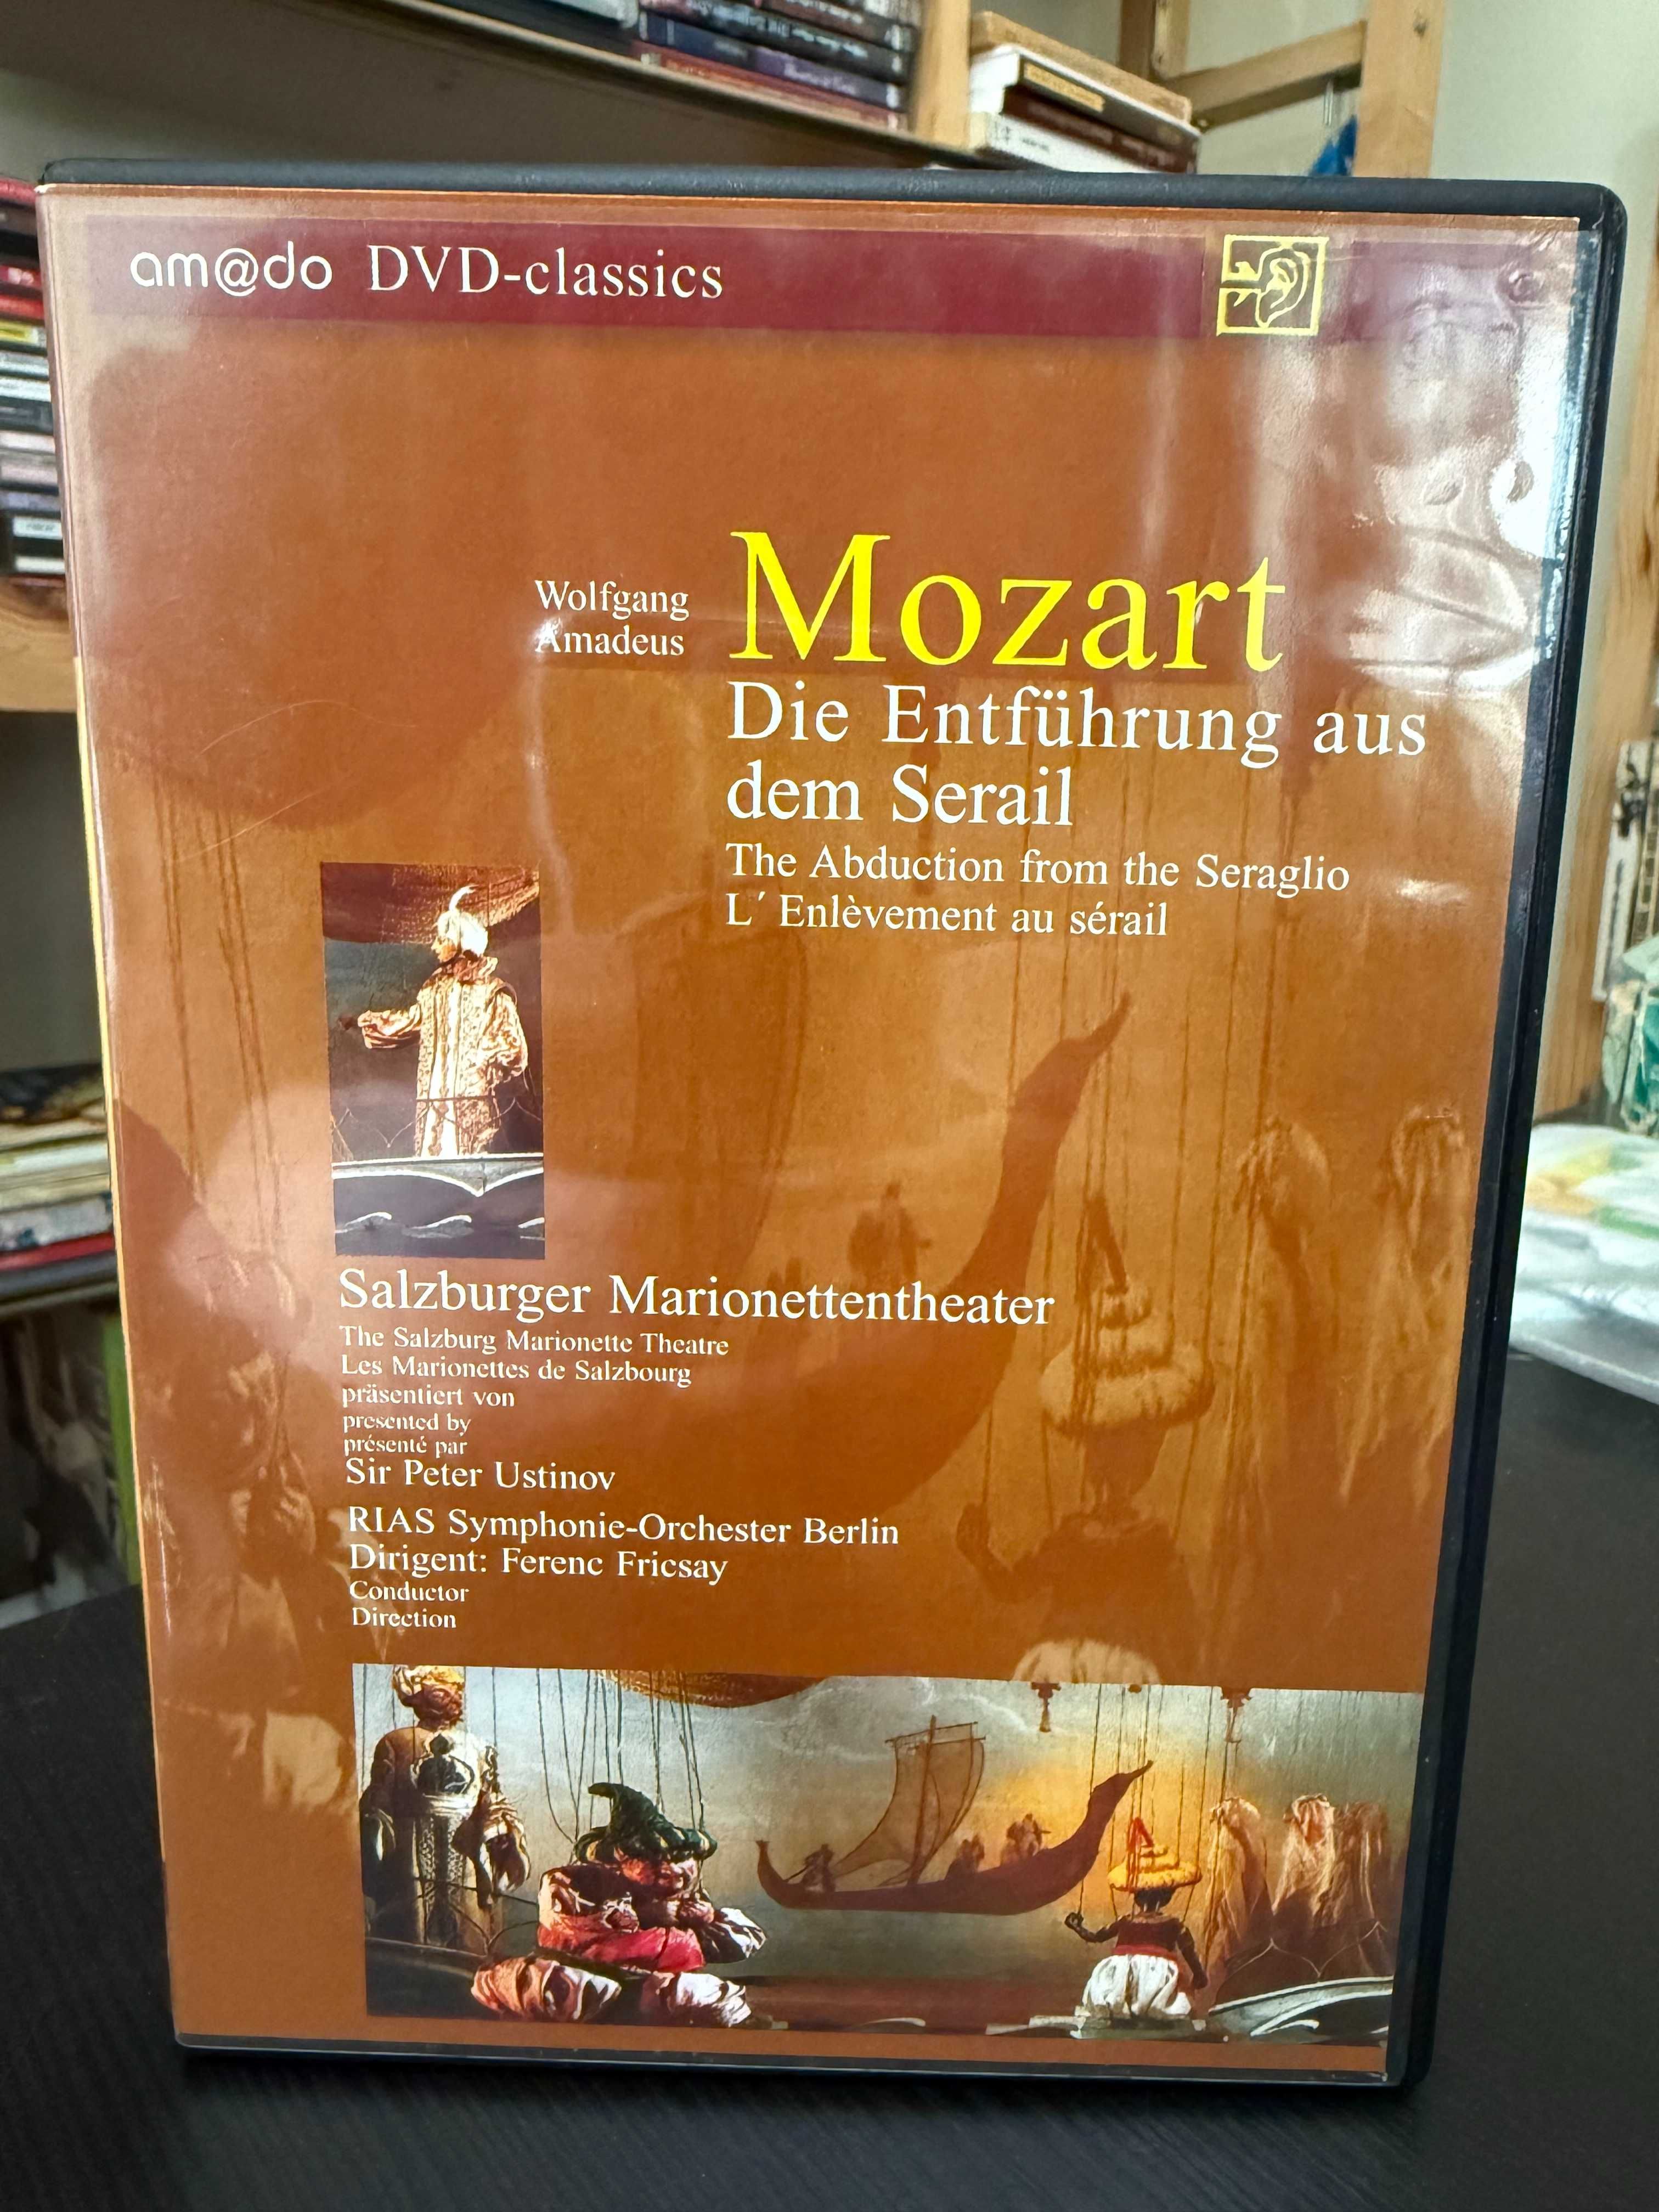 am@do DVD-classics
Wolfgang
Amadeus
Mozart
Die Entführung aus
dem Serail
The Abduction from the Seraglio
L´ Enlèvement au sérail
Salzburger Marionettentheater
The Salzburg Marionette Theatre
Les Marionettes de Salzbourg
präsentiert von
presented by
présenté par
Sir Peter Ustinov
RIAS Symphonie-Orchester Berlin
Dirigent: Ferenc Fricsay
Conductor
Direction